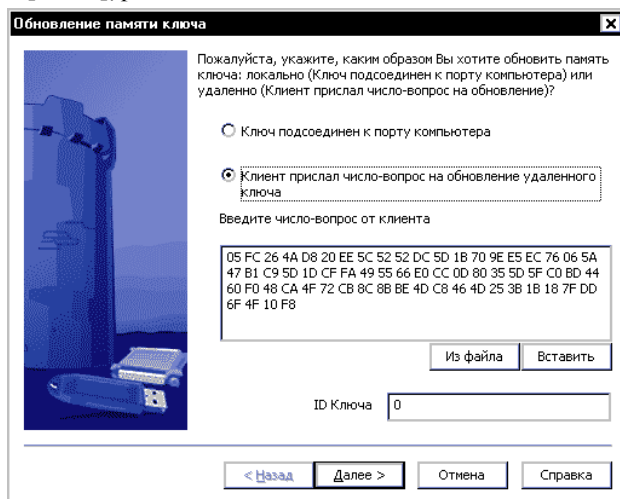 Обновление памяти ключа
Пожалуйста, укажите, каким образом Вы хотите обновить память
ключа: локально (Ключ подсоединен к порту компьютера) или
удаленно (Клиент прислал число-вопрос на обновление)?
Ключ подсоединен к порту компьютера
Клиент прислал число-вопрос на обновление удаленного
ключа
Введите число-вопрос от клиента
05 FC 26 4A D8 20 EE 5C 52 52 DC 5D 1B 70 9E E5 EC 76 06 5A
47 B1 C9 5D 1D CF FA 49 55 66 E0 CC 0D 80 35 5D 5F C0 BD 44
60 F0 48 CA 4F 72 CB 8C 8B BE 4D C8 46 4D 25 3B 1B 18 7F DD
6F 4F 10 F8
Из файла Вставить
ID Ключа 0
< Назад Далее > Отмена Справка